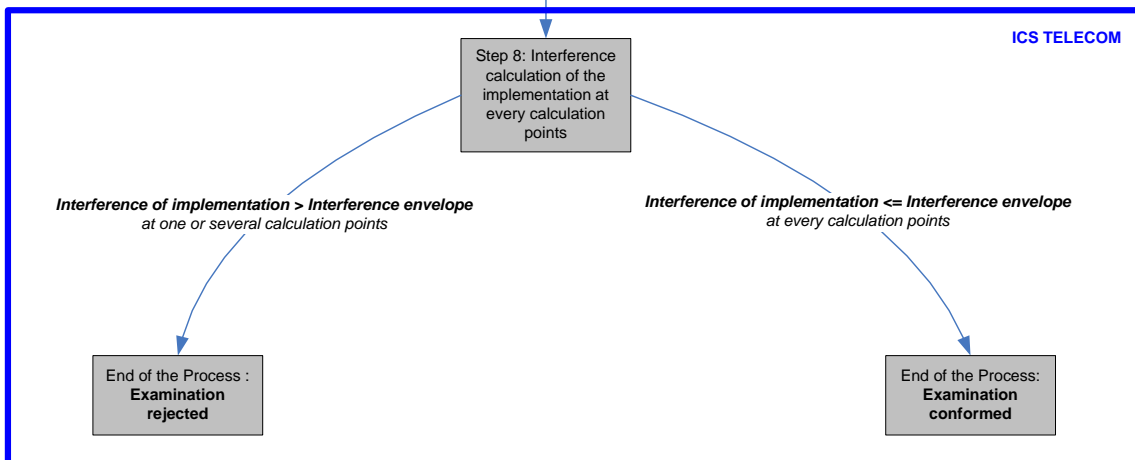 ICS TELECOM
Step 8: Interference
calculation of the
implementation at
every calculation
points
Interference of implementation > Interference envelope
at one or several calculation points
Interference of implementation <= Interference envelope
at every calculation points
End of the Process :
Examination
rejected
End of the Process:
Examination
conformed